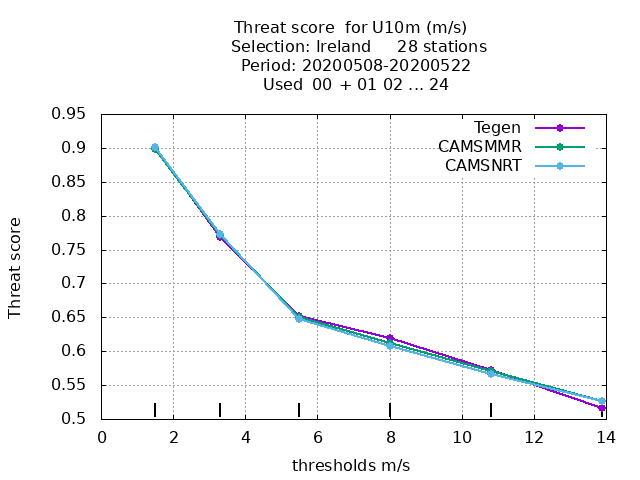 Threat score  for U10m (m/s)
Selection: Ireland     28 stations
Period: 20200508-20200522
Used  00 + 01 02 ... 24
Tegen
CAMSMMR
CAMSNRT
Threat score
0.95
0.9
0.85
0.8
0.75
0.7
0.65
0.6
0.55
0.5
0 2 4 6 8 10 12 14
thresholds m/s